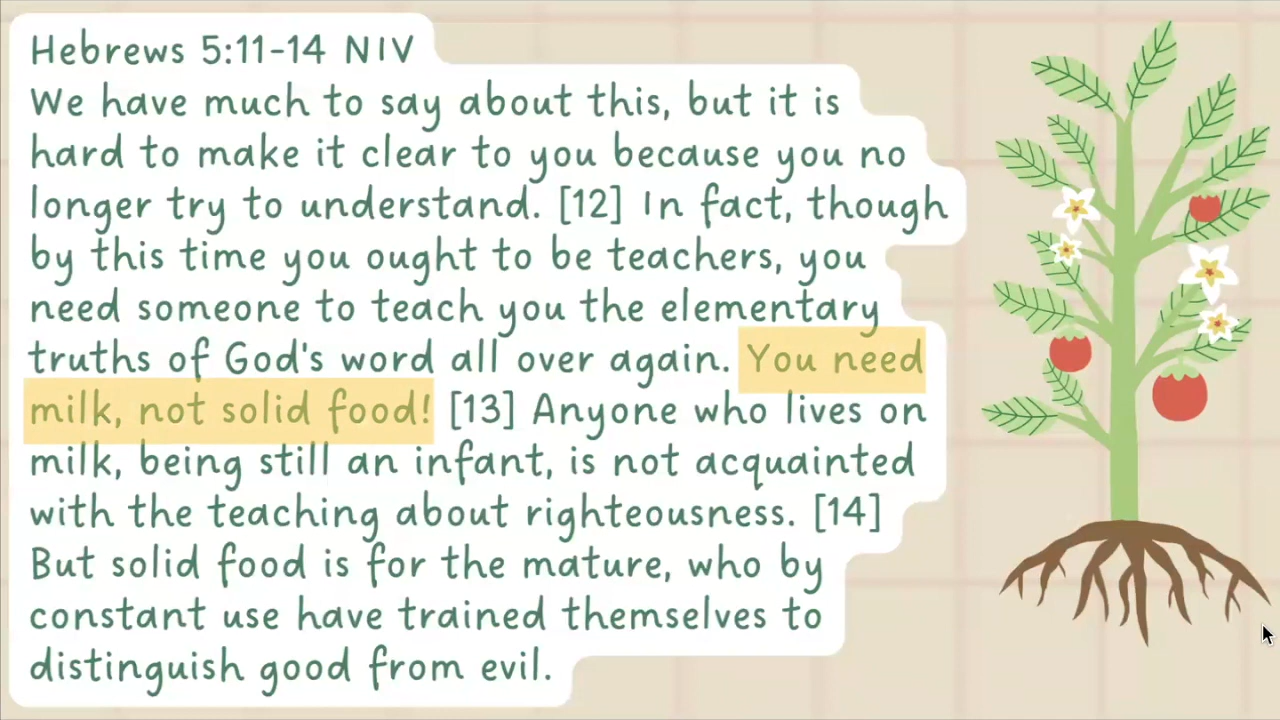 Hebrews 5:11-14 NIV
We have much to say about this, but it is
hard to make it clear to you because you no
longer try to understand. [12] In fact, though
by this time you ought to be teachers, you
need someone to teach you the elementary
truths of God's word all over again. You need
milk, not solid food! [13] Anyone who lives on
milk, being still an infant, is not acquainted
with the teaching about righteousness. [14]
But solid food is for the mature, who by
constant use have trained themselves to
distinguish good from evil.